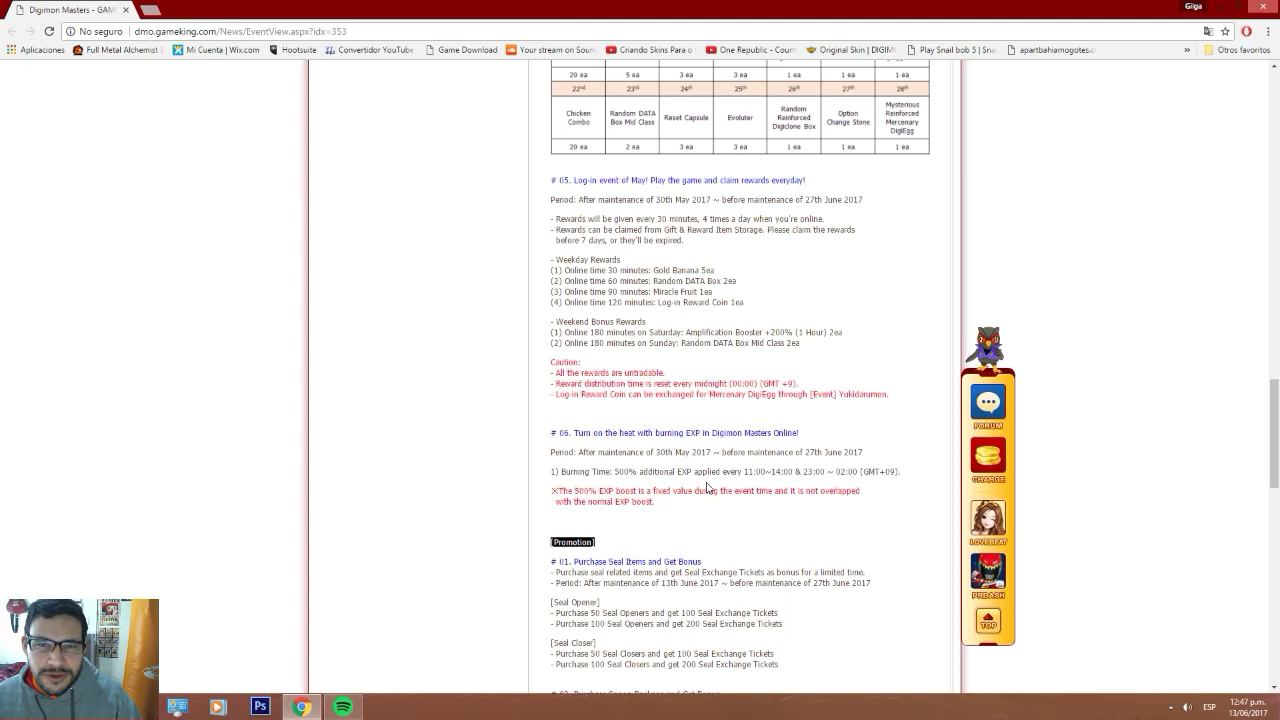 Digimon Masters - GAM
Gilga
No seguro
dmo.gameking.com/News/EventView.aspx?idx=353
Aplicaciones
Full Metal Alchemist
Mi Cuenta | Wix.com
Hootsuite
Convertidor YouTube
Game Download
Your stream on Soun
Criando Skins Para o
One Republic - Count
Original Skin | DIGIM
Play Snail bob 5 | Sna
apartbahiamogotes.c
»
Otros favoritos
20 ea 5 ea 3 ea 3 ea 1 ea 1 ea 1 ea
22nd 23rd 24th 25th 26th 27th 28th
Chicken Combo
Random DATA Box Mid Class
Reset Capsule
Evoluter
Random Reinforced Digiclone Box
Option Change Stone
Mysterious Reinforced Mercenary DigiEgg
20 ea 2 ea 3 ea 3 ea 1 ea 1 ea 1 ea
# 05. Log-in event of May! Play the game and claim rewards everyday!
Period: After maintenance of 30th May 2017 ~ before maintenance of 27th June 2017
- Rewards will be given every 30 minutes, 4 times a day when you're online.
- Rewards can be claimed from Gift & Reward Item Storage. Please claim the rewards
before 7 days, or they'll be expired.
- Weekday Rewards
(1) Online time 30 minutes: Gold Banana 5ea
(2) Online time 60 minutes: Random DATA Box 2ea
(3) Online time 90 minutes: Miracle Fruit 1ea
(4) Online time 120 minutes: Log-in Reward Coin 1ea
- Weekend Bonus Rewards
(1) Online 180 minutes on Saturday: Amplification Booster +200% (1 Hour) 2ea
(2) Online 180 minutes on Sunday: Random DATA Box Mid Class 2ea
Caution:
- All the rewards are untradable.
- Reward distribution time is reset every midnight (00:00) (GMT +9).
- Log-in Reward Coin can be exchanged for Mercenary DigiEgg through [Event] Yukidarumon.
# 06. Turn on the heat with burning EXP in Digimon Masters Online!
Period: After maintenance of 30th May 2017 ~ before maintenance of 27th June 2017
1) Burning Time: 500% additional EXP applied every 11:00~14:00 & 23:00 ~ 02:00 (GMT+09).
※The 500% EXP boost is a fixed value during the event time and it is not overlapped
with the normal EXP boost.
[Promotion]
# 01. Purchase Seal Items and Get Bonus
- Purchase seal related items and get Seal Exchange Tickets as bonus for a limited time.
- Period: After maintenance of 13th June 2017 ~ before maintenance of 27th June 2017
[Seal Opener]
- Purchase 50 Seal Openers and get 100 Seal Exchange Tickets
- Purchase 100 Seal Openers and get 200 Seal Exchange Tickets
[Seal Closer]
- Purchase 50 Seal Closers and get 100 Seal Exchange Tickets
- Purchase 100 Seal Closers and get 200 Seal Exchange Tickets
FORUM
CHARGE
LOVEBEAT
PRDASH
TOP
Ps
ESP
12:47 p.m.
13/06/2017